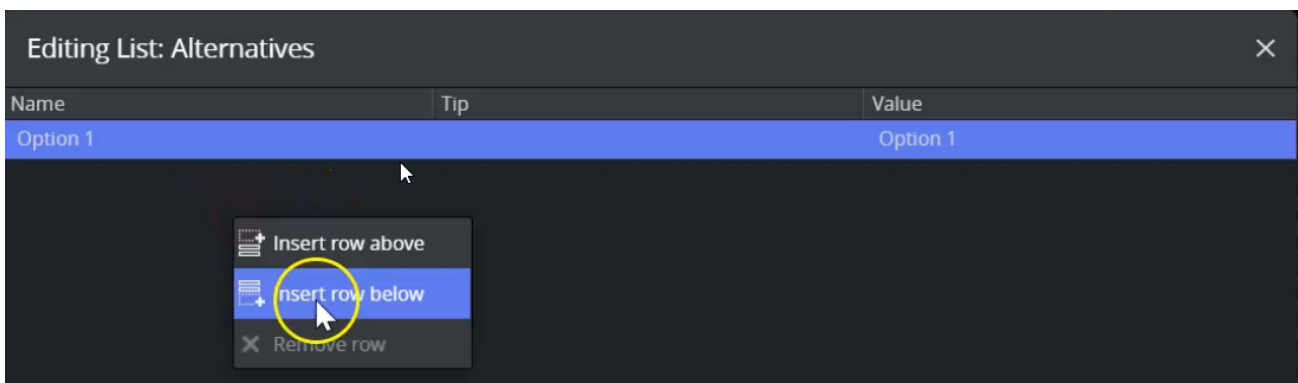 Editing List: Alternatives
Name Tip Value
Option 1 Option 1
Insert row above
Insert row below
Remove row